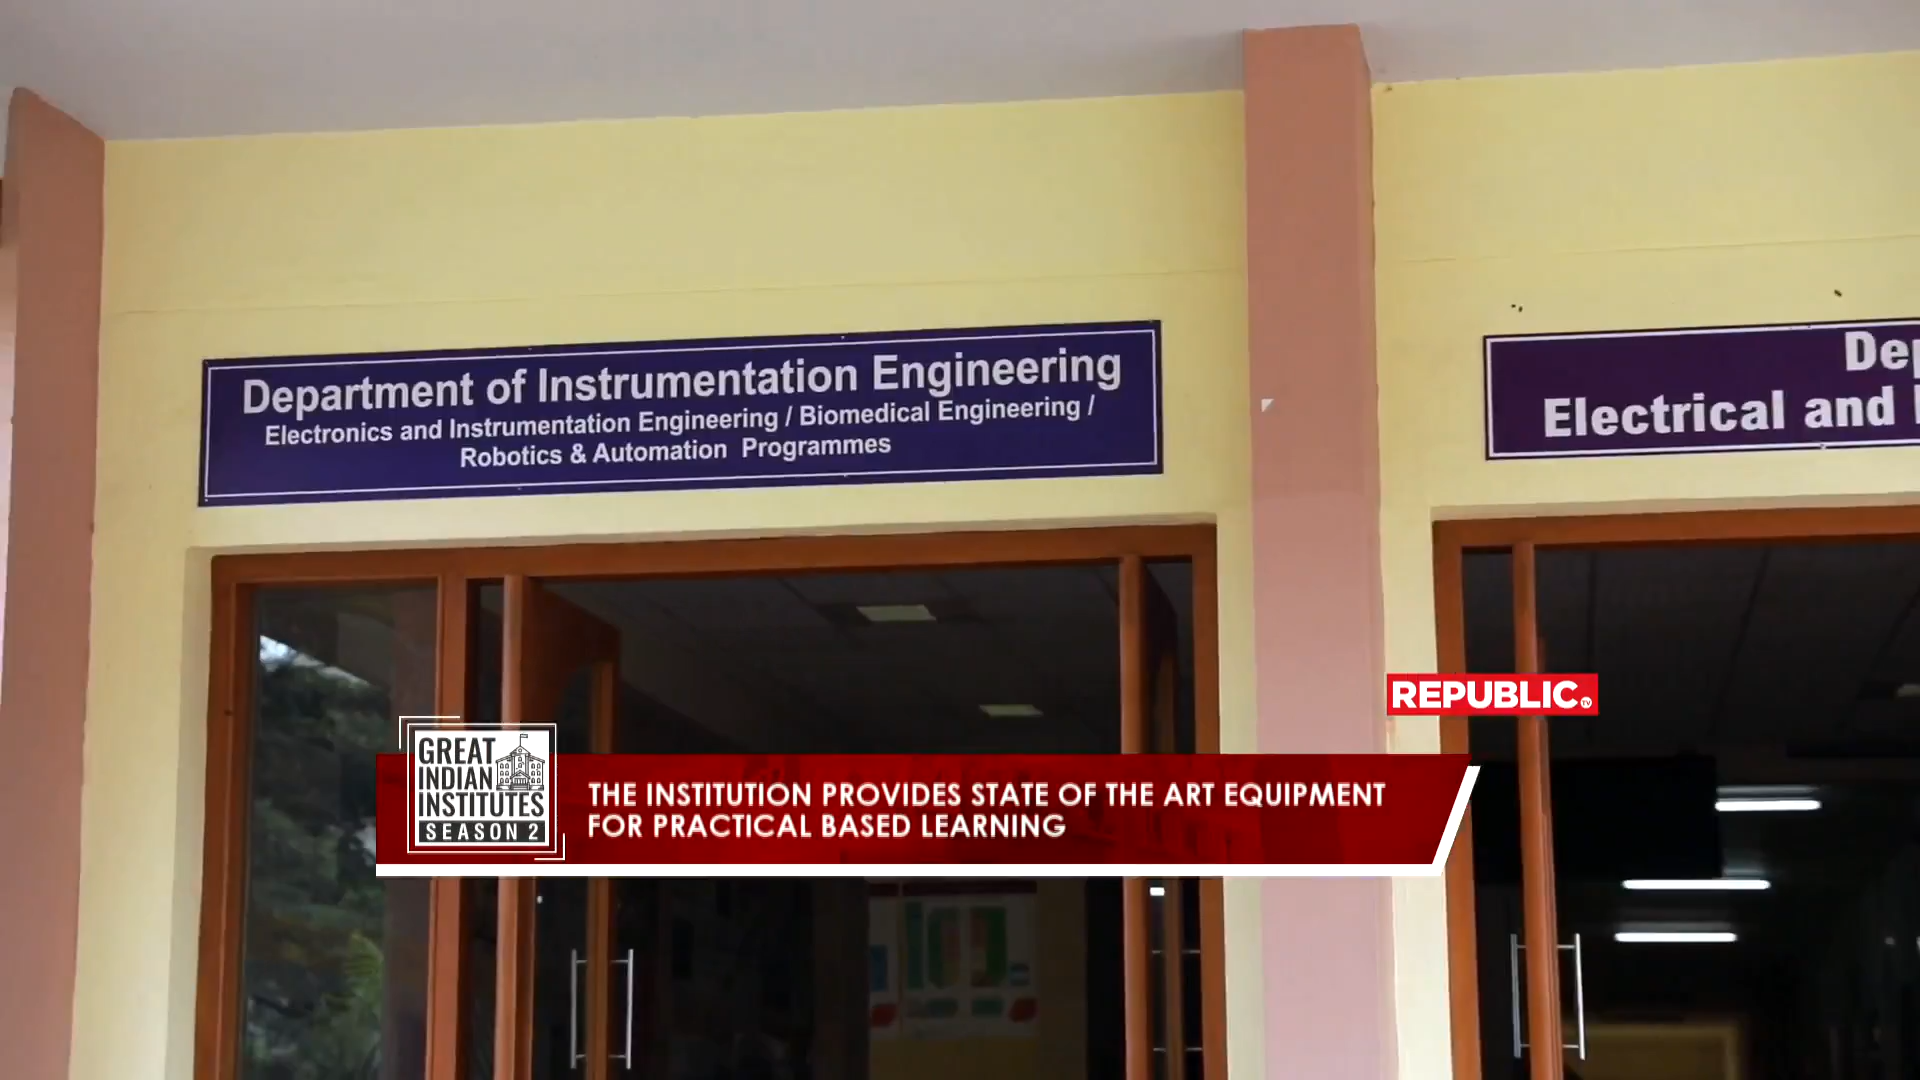 Department of Instrumentation Engineering
Electronics and Instrumentation Engineering / Biomedical Engineering /
Robotics & Automation Programmes
Electrical and
REPUBLIC TV
GREAT
INDIAN
INSTITUTES
SEASON 2
THE INSTITUTION PROVIDES STATE OF THE ART EQUIPMENT
FOR PRACTICAL BASED LEARNING